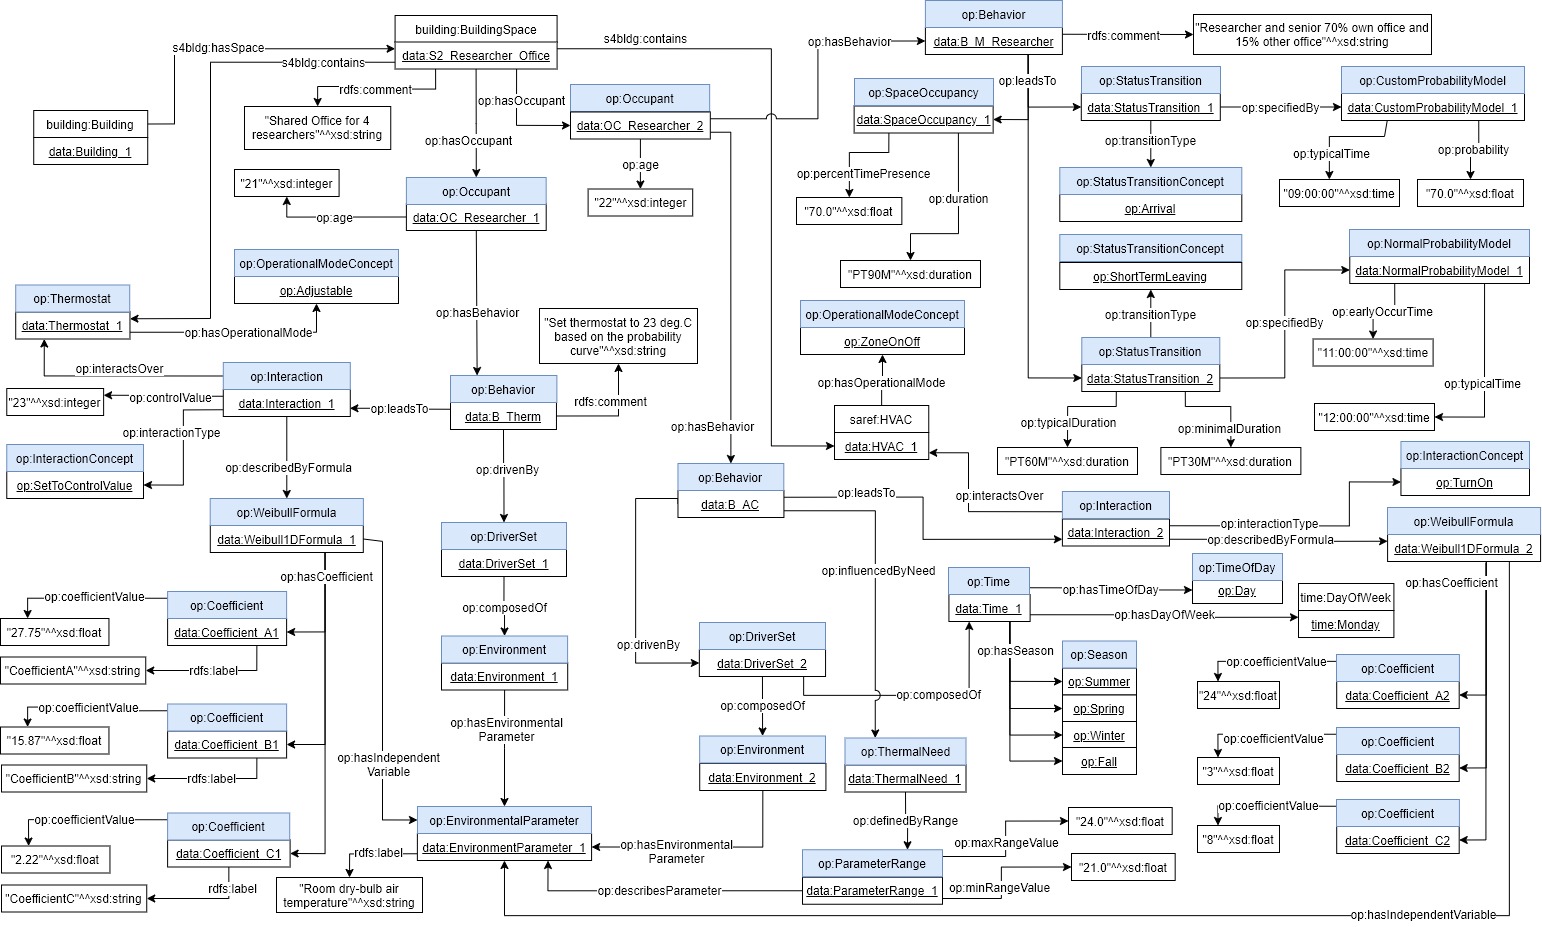 building:BuildingSpace
data:S2_Researcher_Office
s4bldg:hasSpace
s4bldg:contains
s4bldg:contains
building:Building
data:Building_1
rdfs:comment
"Shared Office for 4
researchers"^^xsd:string
op:hasOccupant
op:hasOccupant
op:Occupant
data:OC_Researcher_2
op:age
"22"^^xsd:integer
op:Occupant
data:OC_Researcher_1
op:age
"21"^^xsd:integer
op:hasBehavior
op:Behavior
data:B_M_Researcher
rdfs:comment
"Researcher and senior 70% own office and
15% other office"^^xsd:string
op:leadsTo
op:SpaceOccupancy
data:SpaceOccupancy_1
op:percentTimePresence
"70.0"^^xsd:float
op:duration
"PT90M"^^xsd:duration
op:StatusTransition
data:StatusTransition_1
op:specifiedBy
op:CustomProbabilityModel
data:CustomProbabilityModel_1
op:typicalTime
"09:00:00"^^xsd:time
op:probability
"70.0"^^xsd:float
op:transitionType
op:StatusTransitionConcept
op:Arrival
op:StatusTransitionConcept
op:ShortTermLeaving
op:transitionType
op:StatusTransition
data:StatusTransition_2
op:specifiedBy
op:NormalProbabilityModel
data:NormalProbabilityModel_1
op:earlyOccurTime
"11:00:00"^^xsd:time
op:typicalTime
"12:00:00"^^xsd:time
op:typicalDuration
"PT60M"^^xsd:duration
op:minimalDuration
"PT30M"^^xsd:duration
op:OperationalModeConcept
op:Adjustable
op:Thermostat
data:Thermostat_1
op:hasOperationalMode
op:interactsOver
op:Interaction
data:Interaction_1
op:controlValue
"23"^^xsd:integer
op:interactionType
op:InteractionConcept
op:SetToControlValue
op:describedByFormula
op:hasBehavior
"Set thermostat to 23 deg.C
based on the probability
curve"^^xsd:string
rdfs:comment
op:Behavior
data:B_Therm
op:leadsTo
op:drivenBy
op:OperationalModeConcept
op:ZoneOnOff
op:hasOperationalMode
saref:HVAC
data:HVAC_1
op:hasBehavior
op:Behavior
data:B_AC
op:leadsTo
op:interactsOver
op:Interaction
data:Interaction_2
op:interactionType
op:describedByFormula
op:InteractionConcept
op:TurnOn
op:WeibullFormula
data:Weibull1DFormula_2
op:hasCoefficient
op:WeibullFormula
data:Weibull1DFormula_1
op:hasCoefficient
op:DriverSet
data:DriverSet_1
op:composedOf
op:Environment
data:Environment_1
op:hasEnvironmental
Parameter
op:coefficientValue
"27.75"^^xsd:float
op:Coefficient
data:Coefficient_A1
"CoefficientA"^^xsd:string
rdfs:label
op:coefficientValue
"15.87"^^xsd:float
op:Coefficient
data:Coefficient_B1
"CoefficientB"^^xsd:string
rdfs:label
op:coefficientValue
"2.22"^^xsd:float
op:Coefficient
data:Coefficient_C1
"CoefficientC"^^xsd:string
rdfs:label
op:hasIndependent
Variable
op:EnvironmentalParameter
data:EnvironmentParameter_1
rdfs:label
"Room dry-bulb air
temperature"^^xsd:string
op:influencedByNeed
op:drivenBy
op:DriverSet
data:DriverSet_2
op:composedOf
op:composedOf
op:Environment
data:Environment_2
op:hasEnvironmental
Parameter
op:Time
data:Time_1
op:hasTimeOfDay
op:TimeOfDay
op:Day
op:hasDayOfWeek
time:DayOfWeek
time:Monday
op:hasSeason
op:Season
op:Summer
op:Spring
op:Winter
op:Fall
op:ThermalNeed
data:ThermalNeed_1
op:definedByRange
op:ParameterRange
data:ParameterRange_1
op:describesParameter
op:maxRangeValue
"24.0"^^xsd:float
op:minRangeValue
"21.0"^^xsd:float
op:coefficientValue
"24"^^xsd:float
op:Coefficient
data:Coefficient_A2
op:coefficientValue
"3"^^xsd:float
op:Coefficient
data:Coefficient_B2
op:coefficientValue
"8"^^xsd:float
op:Coefficient
data:Coefficient_C2
op:hasIndependentVariable